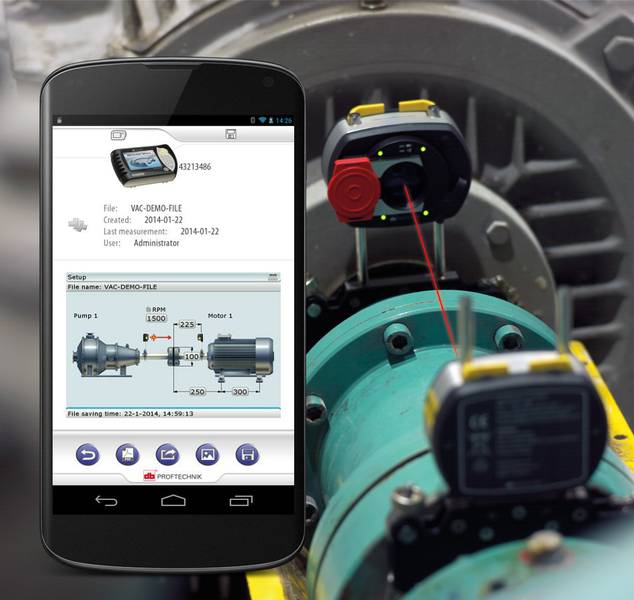 14:26
43213486
File: VAC-DEMO-FILE
Created: 2014-01-22
Last measurement: 2014-01-22
User: Administrator
Setup
File name: VAC-DEMO-FILE
RPM
1500
225
Pump 1
Motor 1
100
250
300
File saving time: 22-1-2014, 14:59:13
db PROFTECHNIK